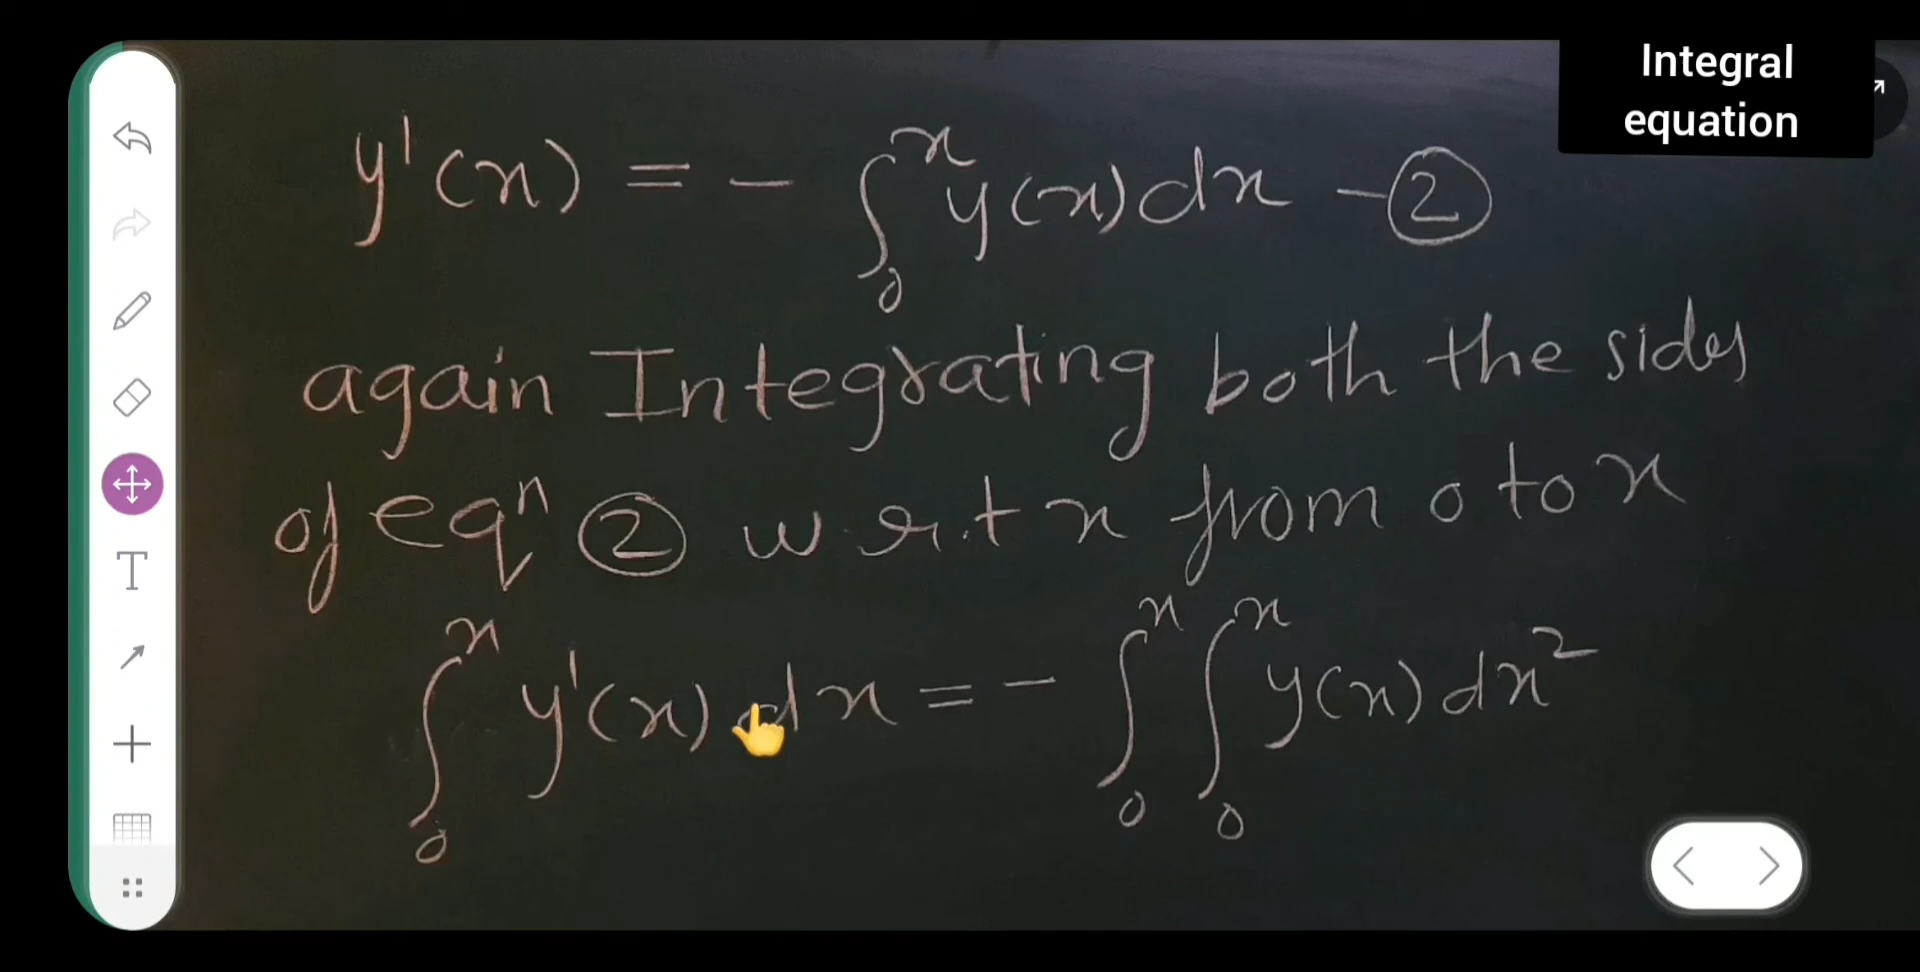 Integral
equation
y'(x) = - ∫₀ˣ y(x)dx - ②
again Integrating both the sides
of eqⁿ ② w.r.t x from 0 to x
∫₀ˣ y'(x) dx = - ∫₀ˣ ∫₀ˣ y(x) dx²
T